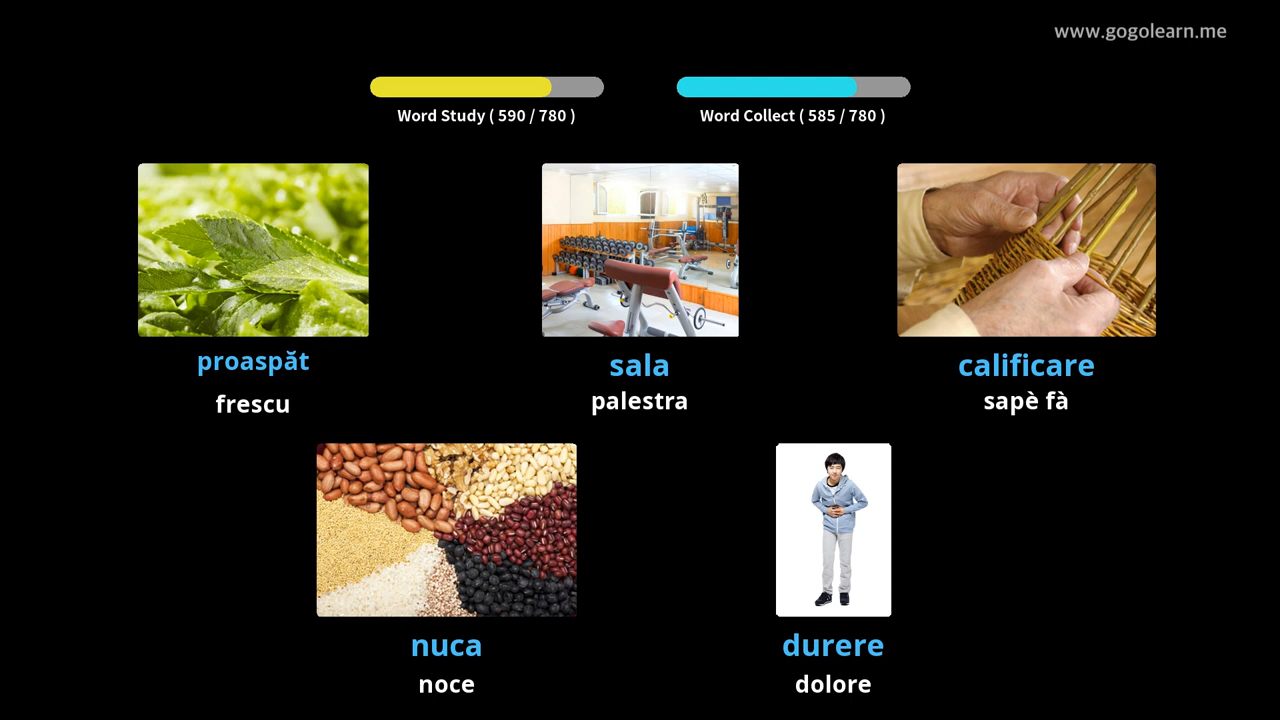 www.gogolearn.me
Word Study ( 590 / 780 )
Word Collect ( 585 / 780 )
proaspăt
frescu
sala
palestra
calificare
sapè fà
nuca
noce
durere
dolore